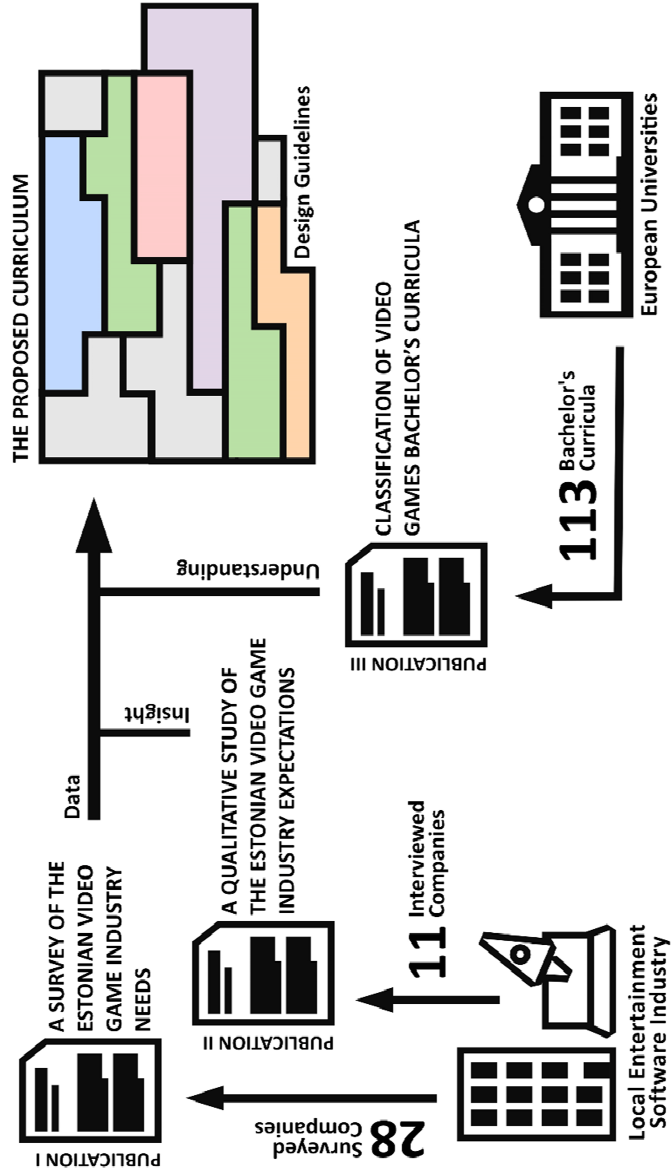 PUBLICATION I
A SURVEY OF THE
ESTONIAN VIDEO
GAME INDUSTRY
NEEDS
Data
28 Surveyed
Companies
PUBLICATION II
A QUALITATIVE STUDY OF
THE ESTONIAN VIDEO GAME
INDUSTRY EXPECTATIONS
Insight
11 Interviewed
Companies
Local Entertainment
Software Industry
PUBLICATION III
CLASSIFICATION OF VIDEO
GAMES BACHELOR'S CURRICULA
Understanding
113 Bachelor's
Curricula
European Universities
THE PROPOSED CURRICULUM
Design Guidelines